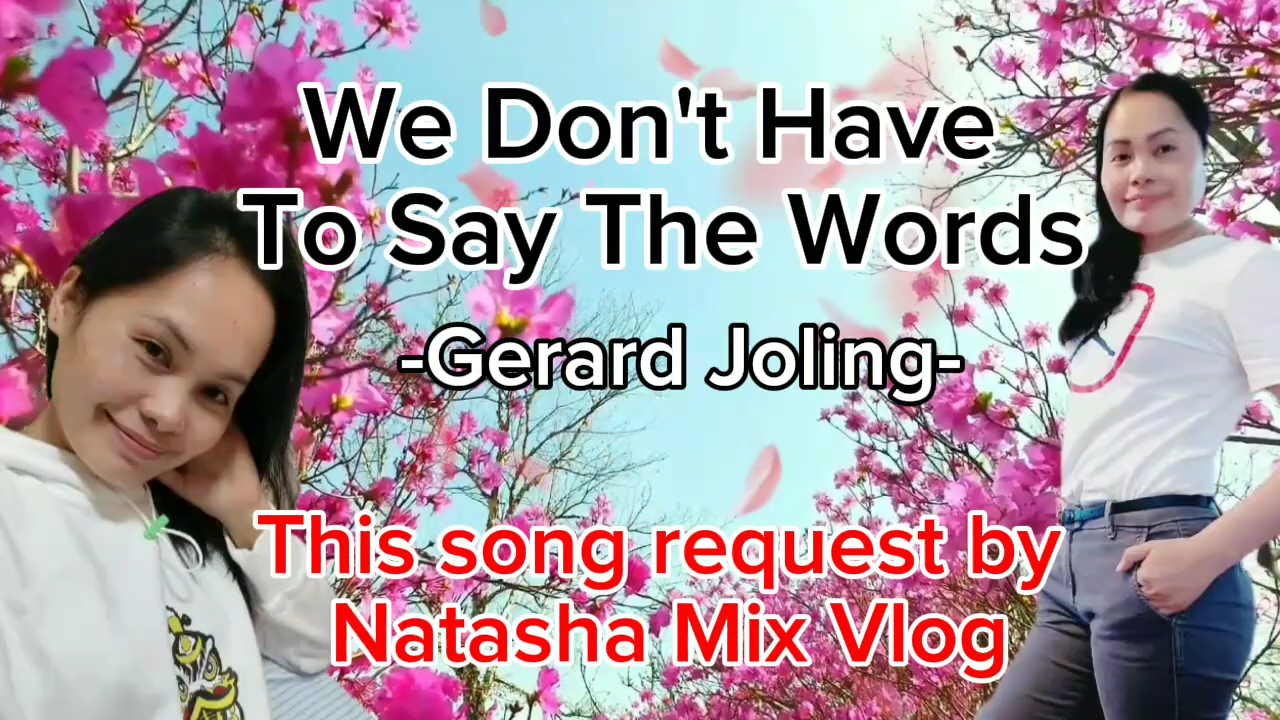 We Don't Have
To Say The Words
-Gerard Joling-
This song request by
Natasha Mix Vlog